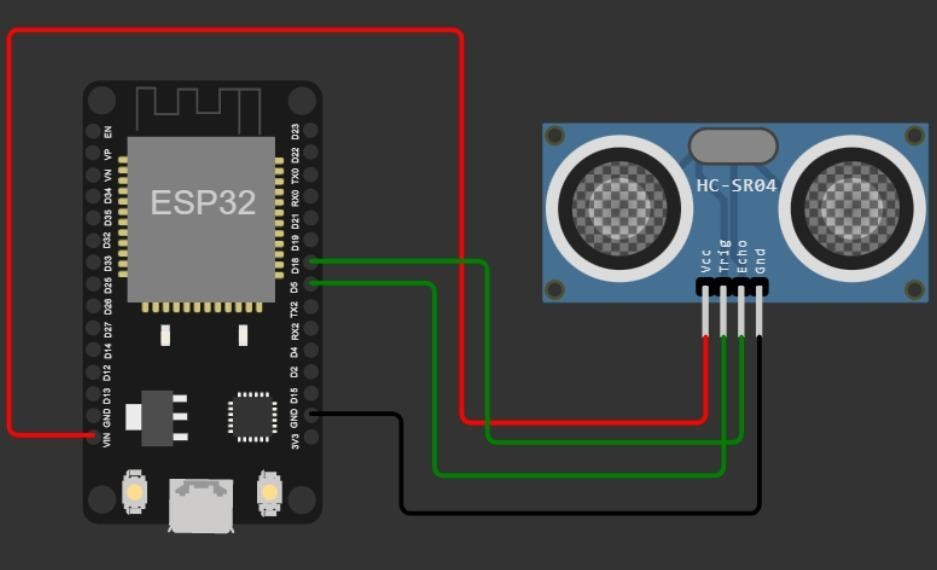 EN
VP
VN
D34
D35
D32
D33
D25
D26
D27
D14
D12
D13
GND
VIN
ESP32
D23
D22
TX0
RX0
D21
D19
D18
D5
TX2
RX2
D4
D2
D15
GND
3V3
HC-SR04
Vcc
Trig
Echo
Gnd